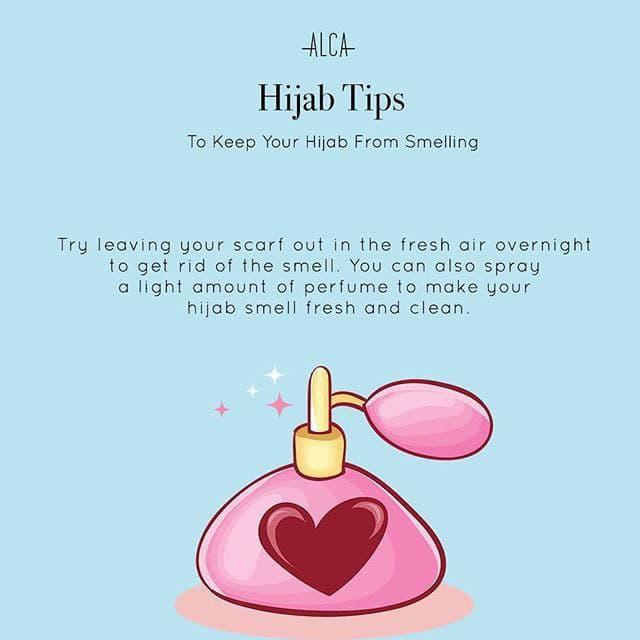 ALCA
Hijab Tips
To Keep Your Hijab From Smelling
Try leaving your scarf out in the fresh air overnight
to get rid of the smell. You can also spray
a light amount of perfume to make your
hijab smell fresh and clean.